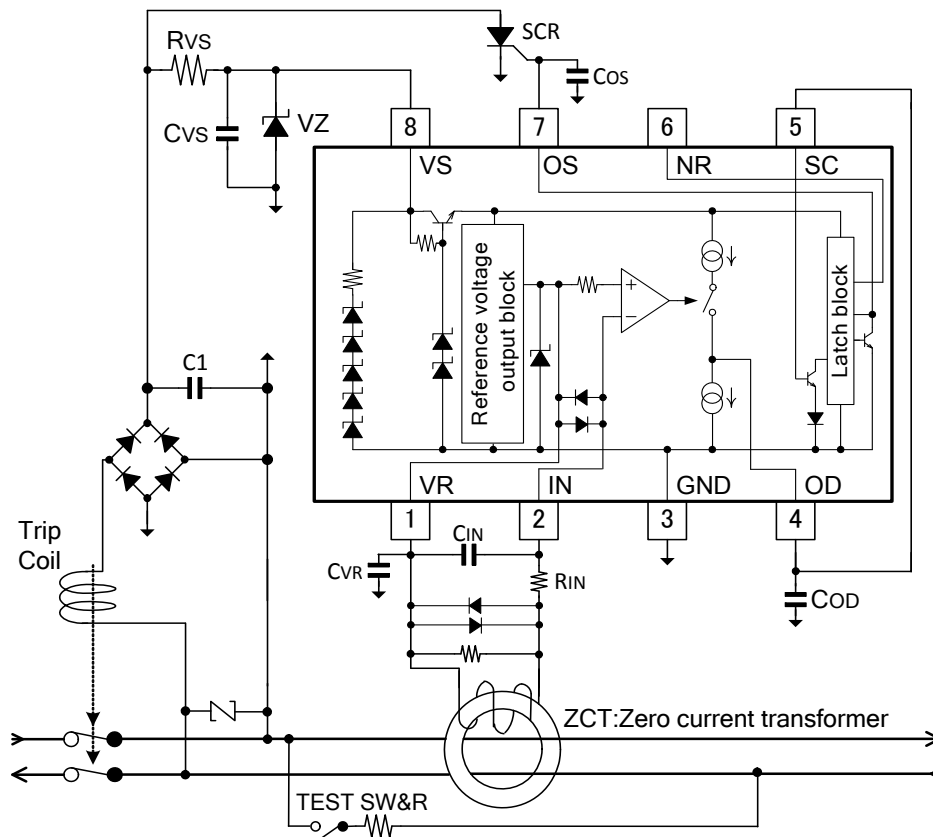 SCR
RVS
COS
CVS
VZ
8
7
6
5
VS
OS
NR
SC
Reference voltage
output block
+
−
Latch block
C1
VR
IN
GND
OD
1
2
3
4
Trip
Coil
CIN
CVR
RIN
COD
ZCT:Zero current transformer
TEST SW&R